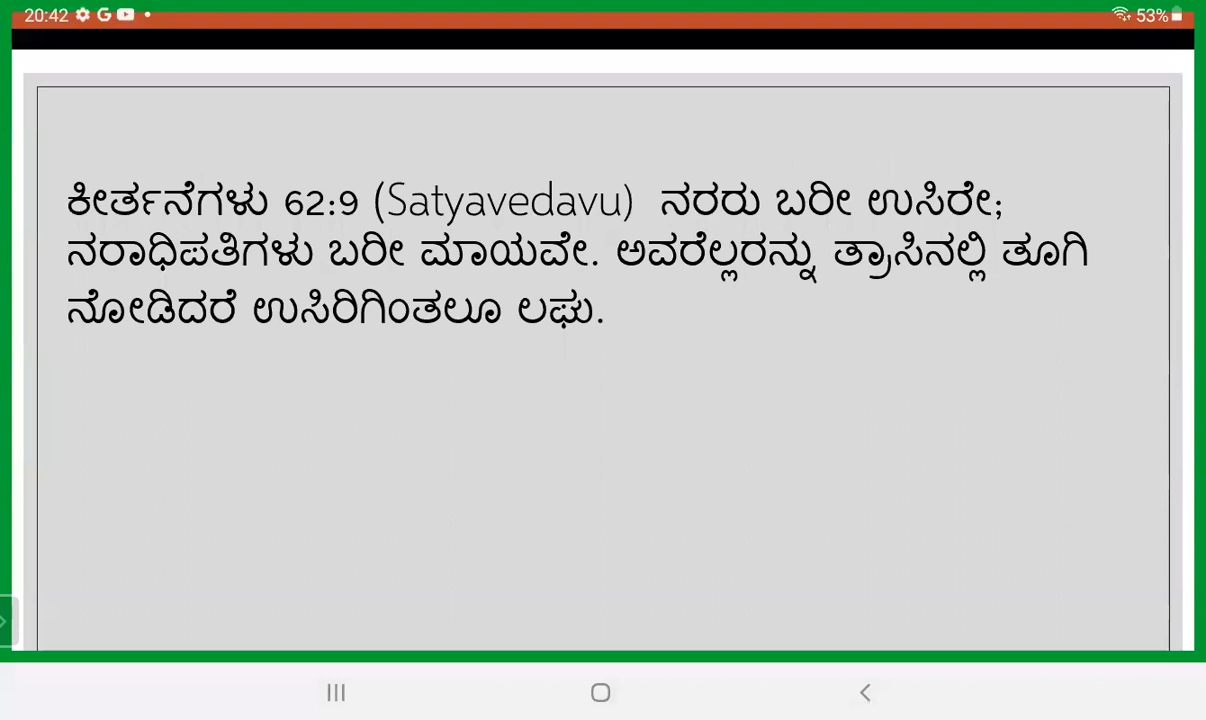 20:42 G
53%
ಕೀರ್ತನೆಗಳು 62:9 (Satyavedavu) ನರರು ಬರೀ ಉಸಿರೇ;
ನರಾಧಿಪತಿಗಳು ಬರೀ ಮಾಯವೇ. ಅವರೆಲ್ಲರನ್ನು ತ್ರಾಸಿನಲ್ಲಿ ತೂಗಿ
ನೋಡಿದರೆ ಉಸಿರಿಗಿಂತಲೂ ಲಘು.